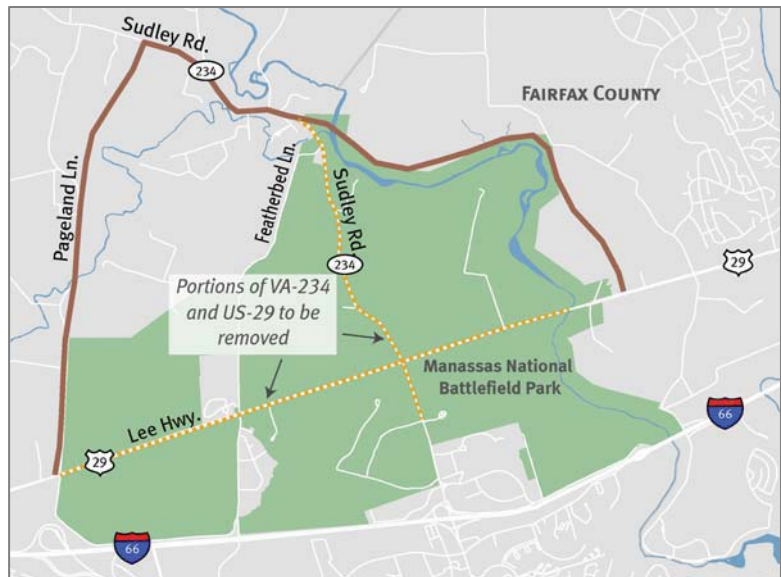 Sudley Rd.
234
FAIRFAX COUNTY
Pageland Ln.
Featherbed Ln.
Sudley Rd.
234
29
Portions of VA-234
and US-29 to be
removed
Manassas National
Battlefield Park
Lee Hwy.
29
66
66